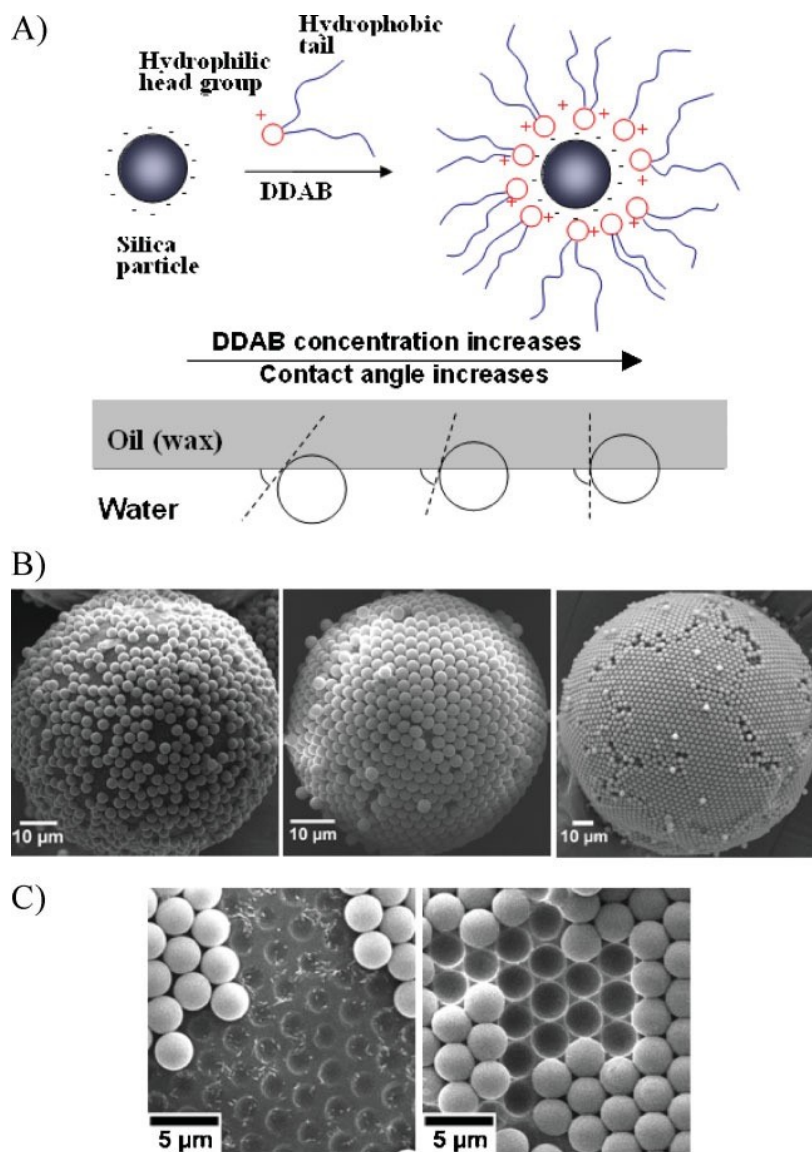 A)
Hydrophilic
head group
Hydrophobic
tail
+
DDAB
Silica
particle
DDAB concentration increases
Contact angle increases
Oil (wax)
Water
B)
10 µm
10 µm
10 µm
C)
5 µm
5 µm